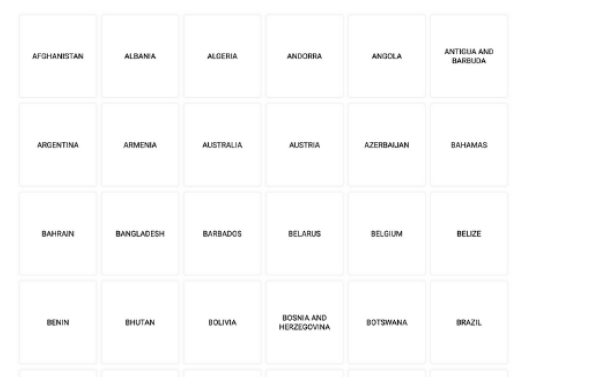 AFGHANISTAN
ALBANIA
ALGERIA
ANDORRA
ANGOLA
ANTIGUA AND
BARBUDA
ARGENTINA
ARMENIA
AUSTRALIA
AUSTRIA
AZERBAIJAN
BAHAMAS
BAHRAIN
BANGLADESH
BARBADOS
BELARUS
BELGIUM
BELIZE
BENIN
BHUTAN
BOLIVIA
BOSNIA AND
HERZEGOVINA
BOTSWANA
BRAZIL